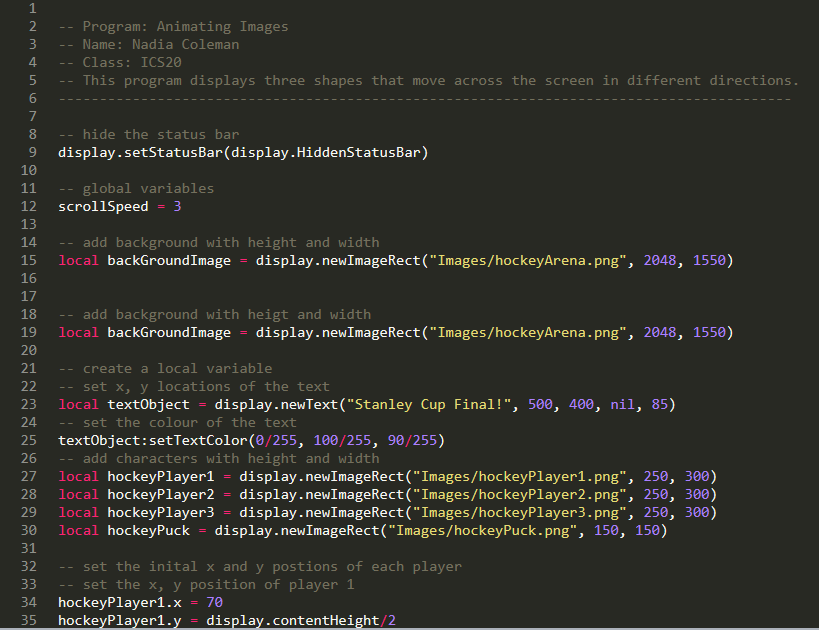 1
2 -- Program: Animating Images
3 -- Name: Nadia Coleman
4 -- Class: ICS20
5 -- This program displays three shapes that move across the screen in different directions.
6 -----------------------------------------------------------------------------------------
7
8 -- hide the status bar
9 display.setStatusBar(display.HiddenStatusBar)
10
11 -- global variables
12 scrollSpeed = 3
13
14 -- add background with height and width
15 local backGroundImage = display.newImageRect("Images/hockeyArena.png", 2048, 1550)
16
17
18 -- add background with heigt and width
19 local backGroundImage = display.newImageRect("Images/hockeyArena.png", 2048, 1550)
20
21 -- create a local variable
22 -- set x, y locations of the text
23 local textObject = display.newText("Stanley Cup Final!", 500, 400, nil, 85)
24 -- set the colour of the text
25 textObject:setTextColor(0/255, 100/255, 90/255)
26 -- add characters with height and width
27 local hockeyPlayer1 = display.newImageRect("Images/hockeyPlayer1.png", 250, 300)
28 local hockeyPlayer2 = display.newImageRect("Images/hockeyPlayer2.png", 250, 300)
29 local hockeyPlayer3 = display.newImageRect("Images/hockeyPlayer3.png", 250, 300)
30 local hockeyPuck = display.newImageRect("Images/hockeyPuck.png", 150, 150)
31
32 -- set the inital x and y postions of each player
33 -- set the x, y position of player 1
34 hockeyPlayer1.x = 70
35 hockeyPlayer1.y = display.contentHeight/2